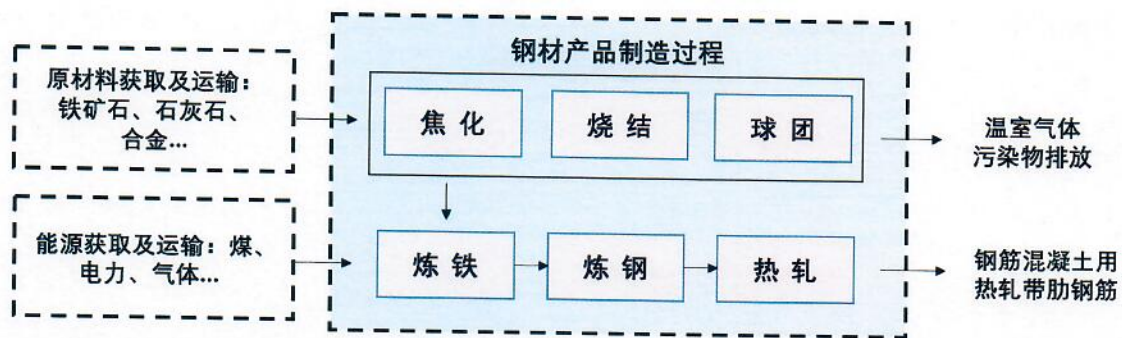 钢材产品制造过程
原材料获取及运输：
铁矿石、石灰石、
合金...
焦 化
烧 结
球 团
温室气体
污染物排放
能源获取及运输：煤、
电力、气体...
炼 铁
炼 钢
热 轧
钢筋混凝土用
热轧带肋钢筋